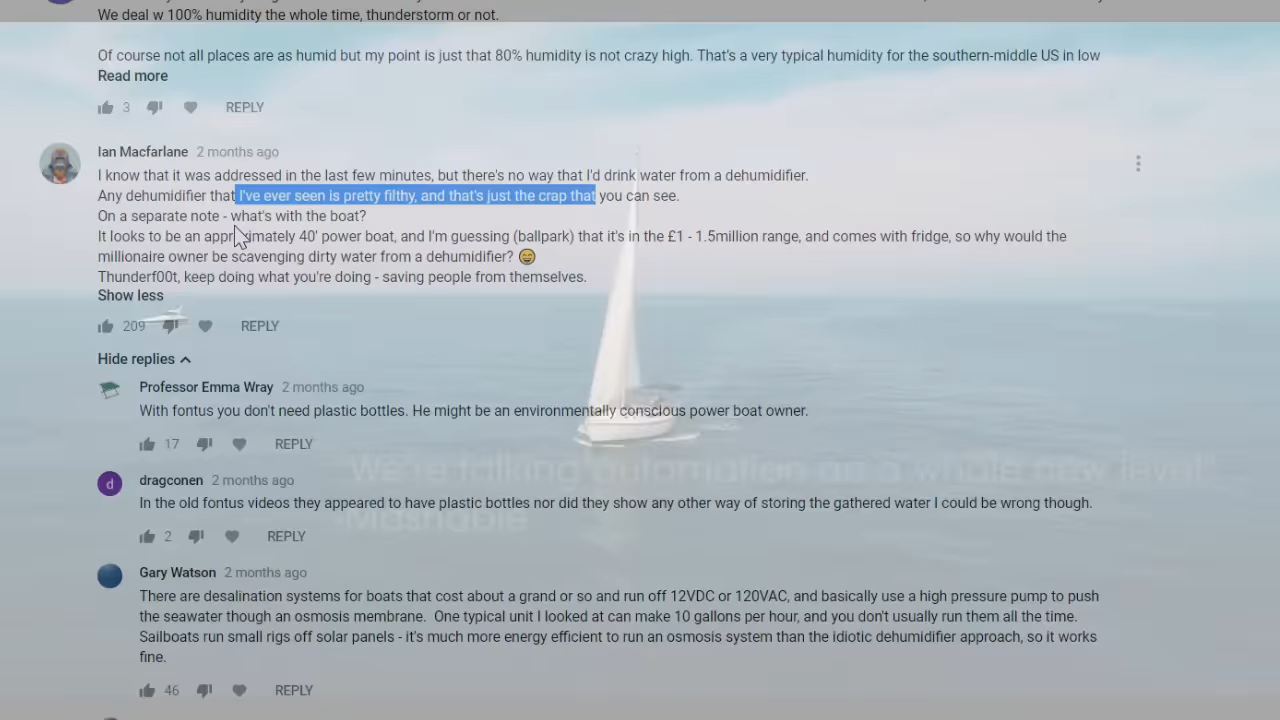 We deal w 100% humidity the whole time, thunderstorm or not.
Of course not all places are as humid but my point is just that 80% humidity is not crazy high. That's a very typical humidity for the southern-middle US in low
Read more
3 REPLY
Ian Macfarlane 2 months ago
I know that it was addressed in the last few minutes, but there's no way that I'd drink water from a dehumidifier.
Any dehumidifier that I've ever seen is pretty filthy, and that's just the crap that you can see.
On a separate note - what's with the boat?
It looks to be an approximately 40' power boat, and I'm guessing (ballpark) that it's in the £1 - 1.5million range, and comes with fridge, so why would the
millionaire owner be scavenging dirty water from a dehumidifier? 😄
Thunderf00t, keep doing what you're doing - saving people from themselves.
Show less
209 REPLY
Hide replies
Professor Emma Wray 2 months ago
With fontus you don't need plastic bottles. He might be an environmentally conscious power boat owner.
17 REPLY
"We're talking automation on a whole new level"
Mashable
d dragconen 2 months ago
In the old fontus videos they appeared to have plastic bottles nor did they show any other way of storing the gathered water I could be wrong though.
2 REPLY
Gary Watson 2 months ago
There are desalination systems for boats that cost about a grand or so and run off 12VDC or 120VAC, and basically use a high pressure pump to push
the seawater though an osmosis membrane. One typical unit I looked at can make 10 gallons per hour, and you don't usually run them all the time.
Sailboats run small rigs off solar panels - it's much more energy efficient to run an osmosis system than the idiotic dehumidifier approach, so it works
fine.
46 REPLY